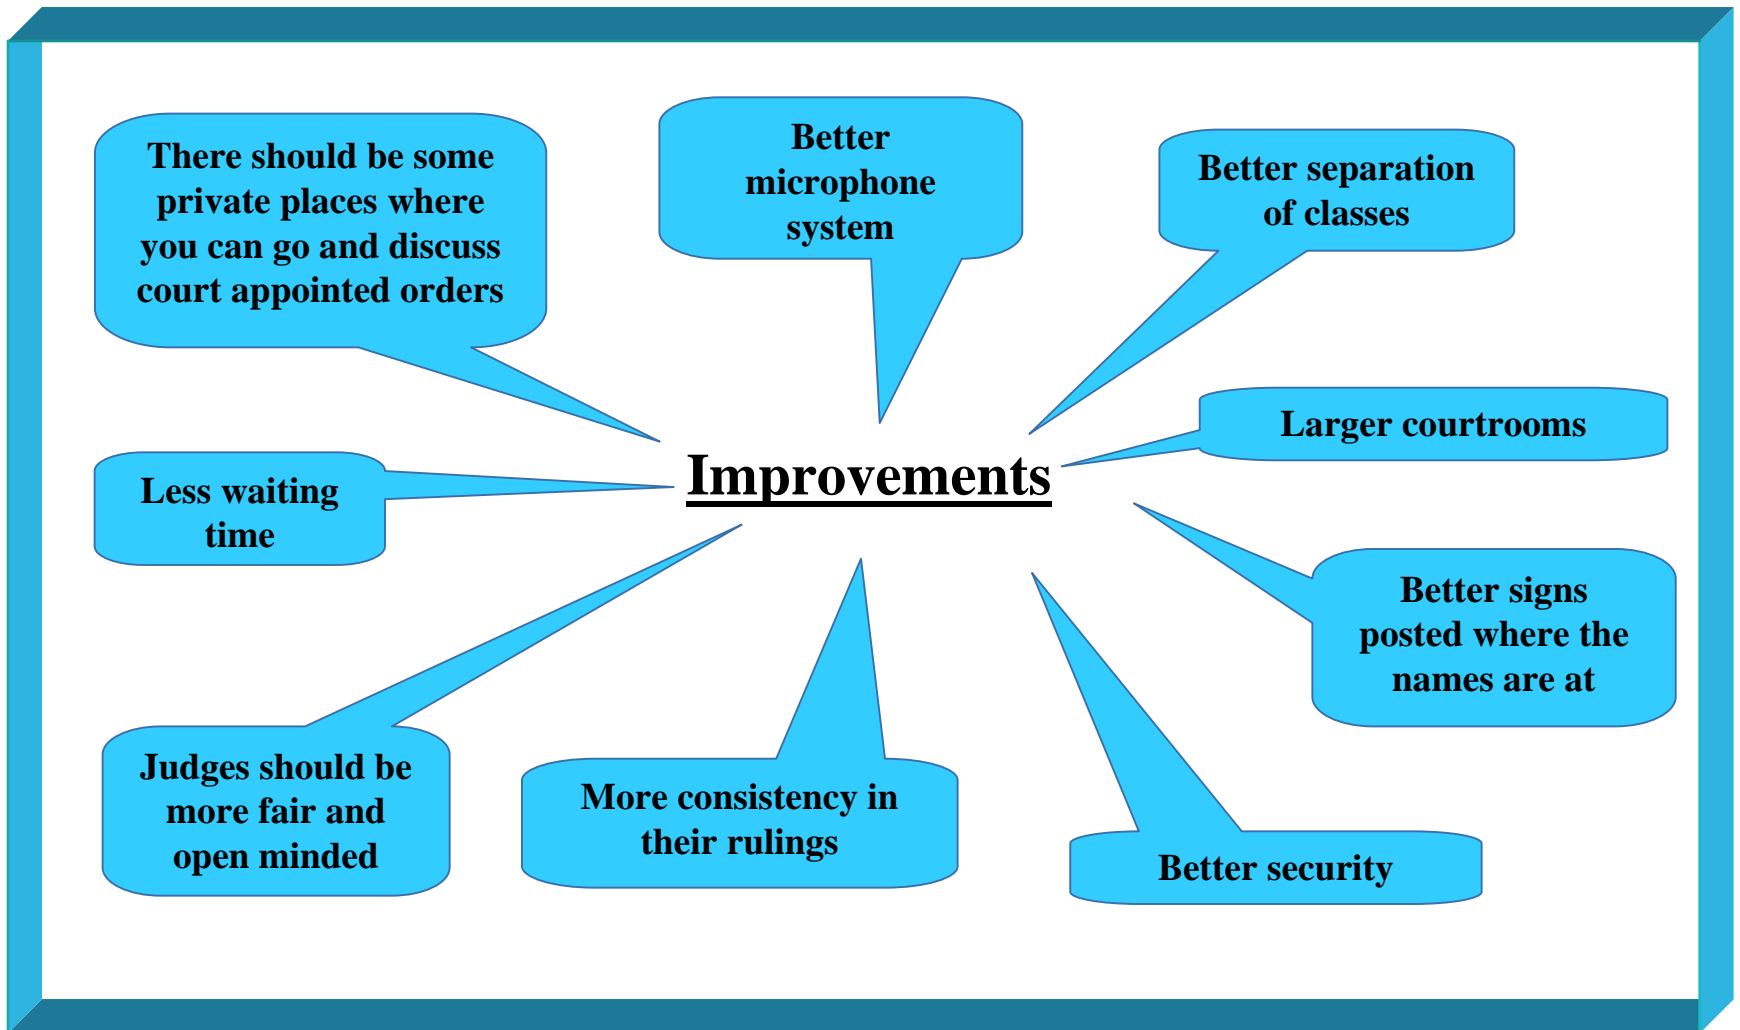 There should be some
private places where
you can go and discuss
court appointed orders
Better
microphone
system
Better separation
of classes
Larger courtrooms
Improvements
Less waiting
time
Better signs
posted where the
names are at
Judges should be
more fair and
open minded
More consistency in
their rulings
Better security